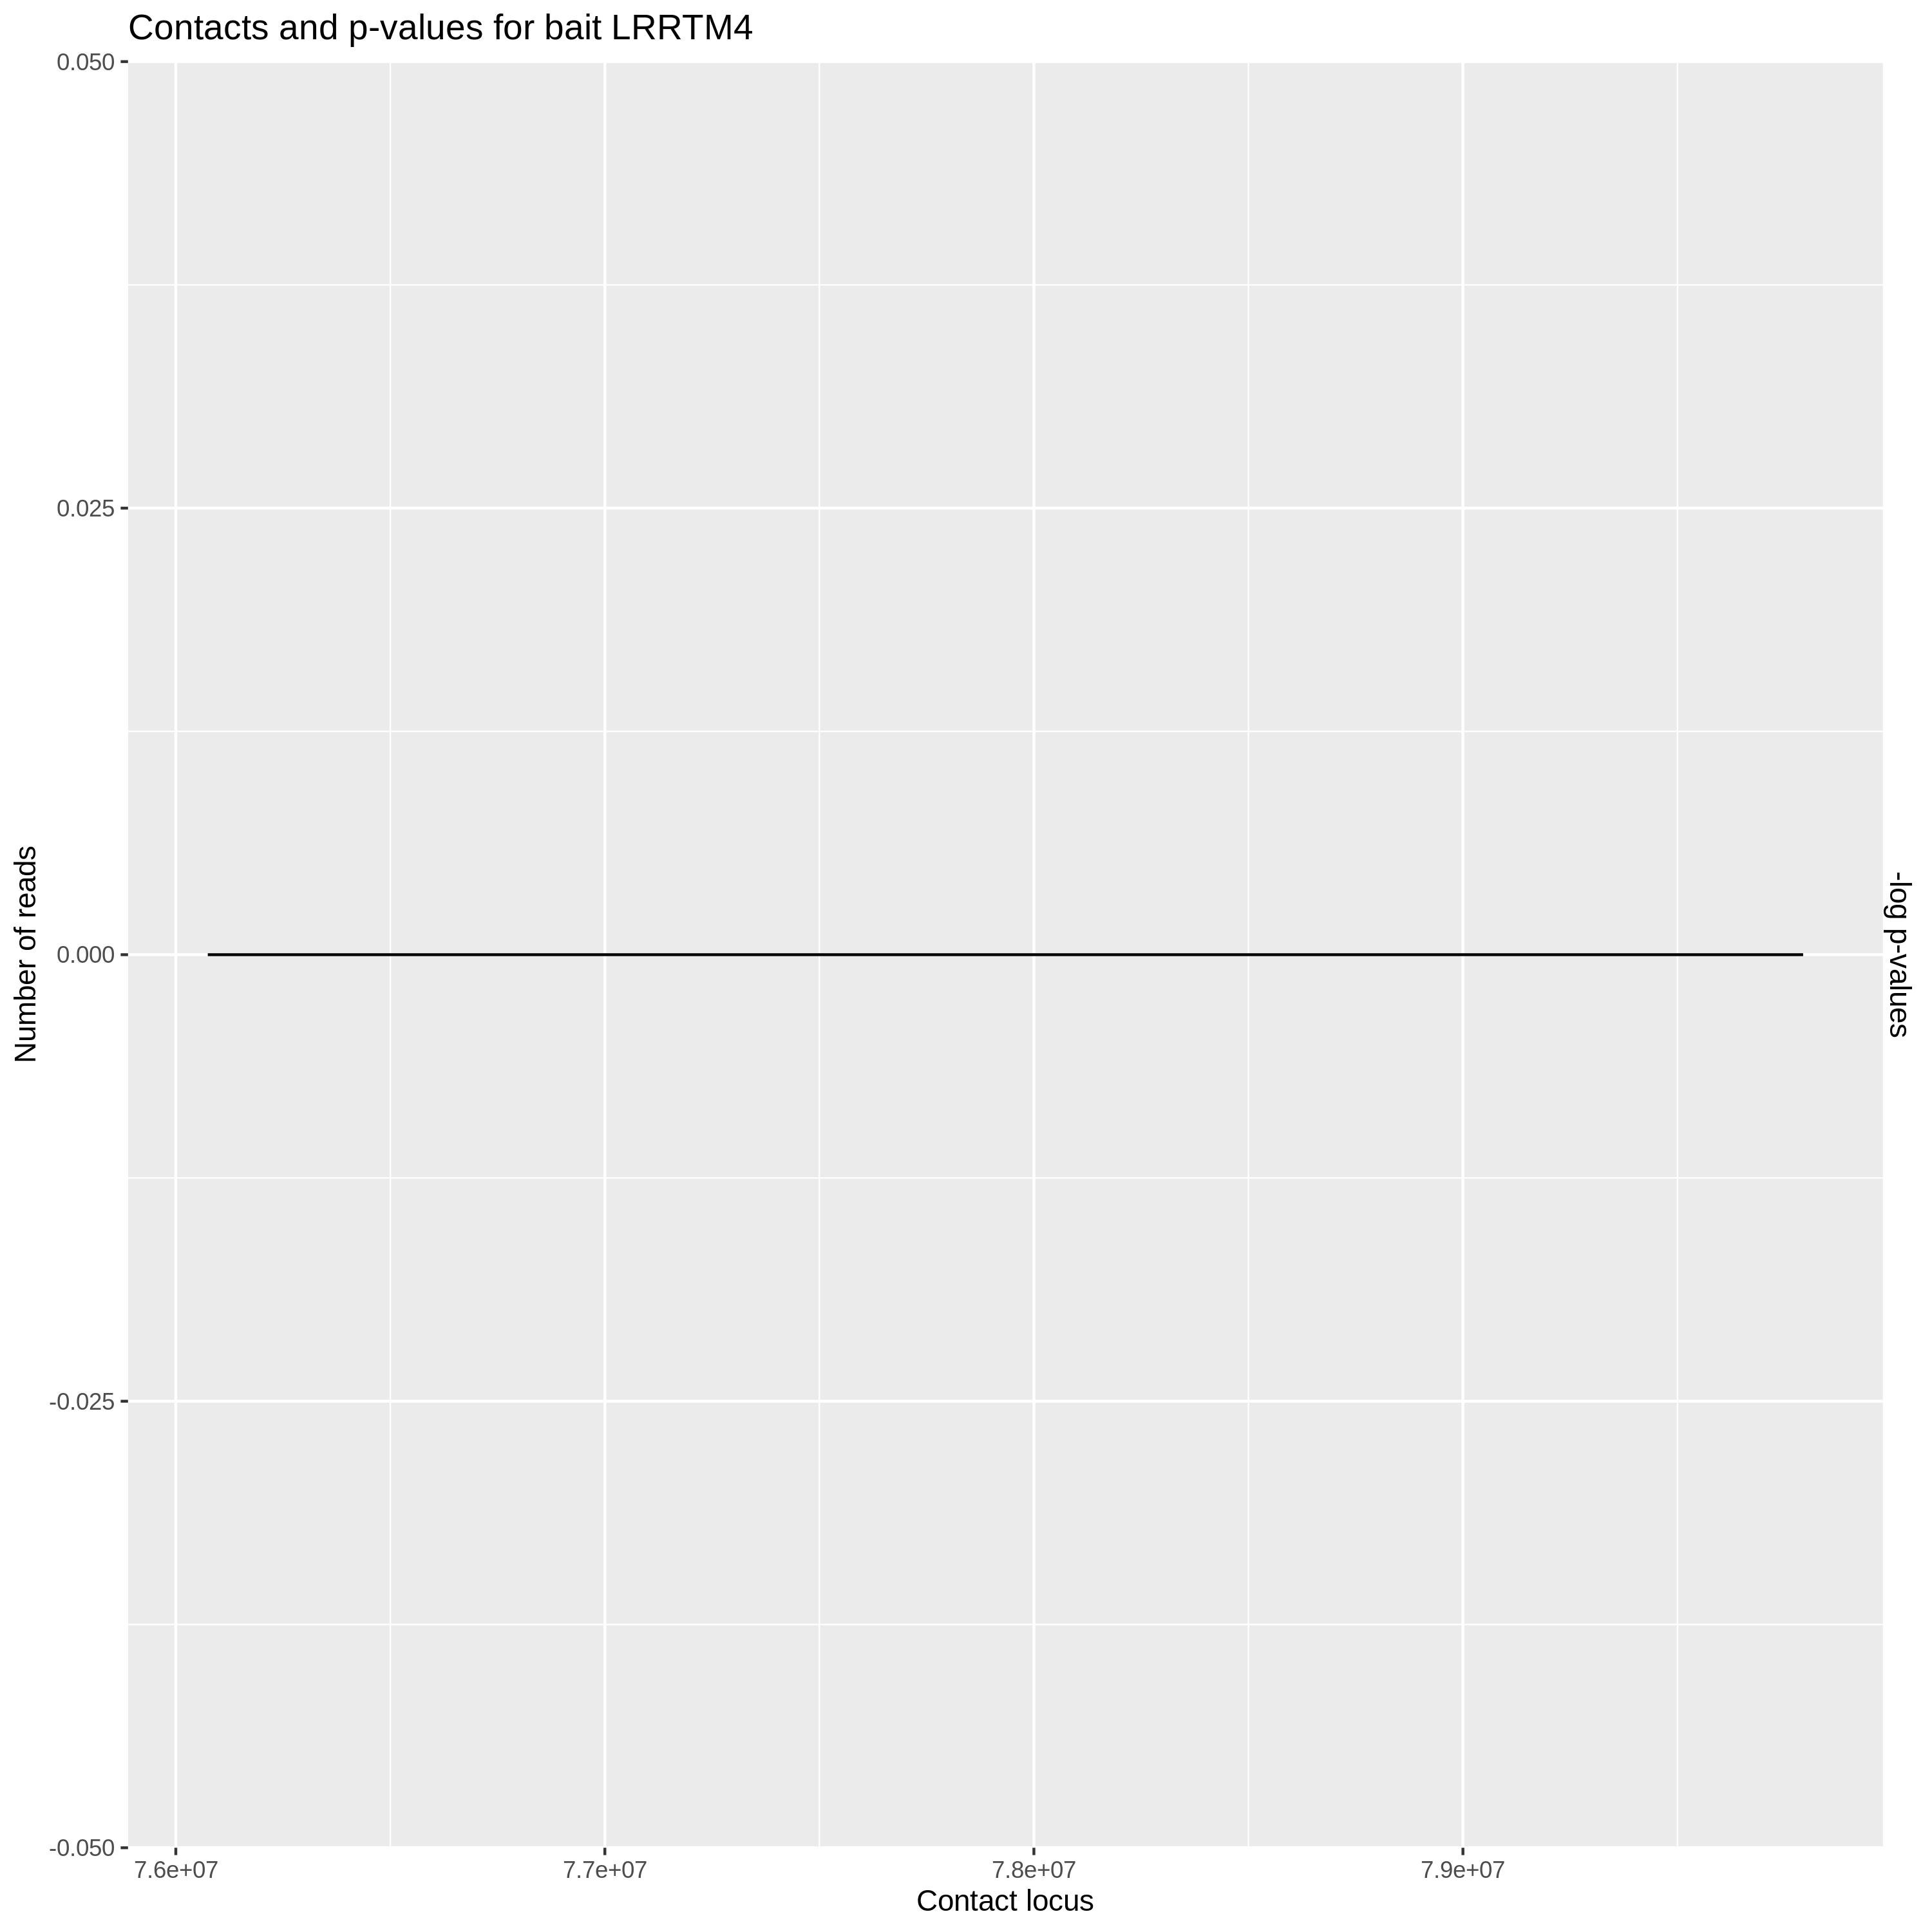 Contacts and p-values for bait LRRTM4
0.050
0.025
0.000
-0.025
-0.050
Number of reads
-log p-values
7.6e+07
7.7e+07
7.8e+07
7.9e+07
Contact locus